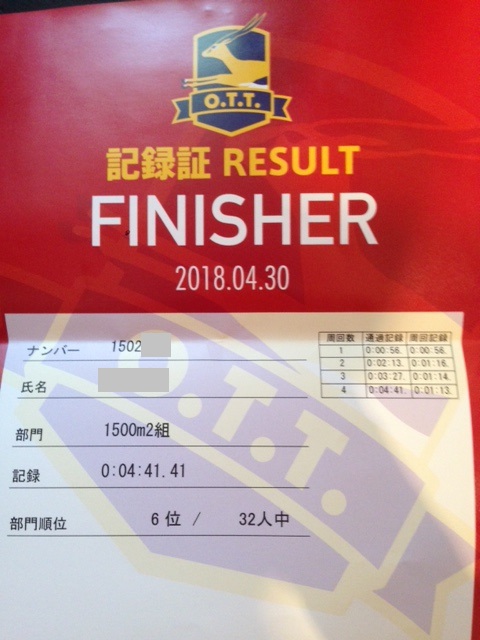 O.T.T.
記録証 RESULT
FINISHER
2018.04.30
ナンバー 1502
氏名
部門 1500m2組
記録 0:04:41.41
部門順位 6 位 / 32人中
周回数 通過記録 周回記録
1 0:00:56. 0:00:56.
2 0:02:13. 0:01:16.
3 0:03:27. 0:01:14.
4 0:04:41. 0:01:13.
O.T.T.